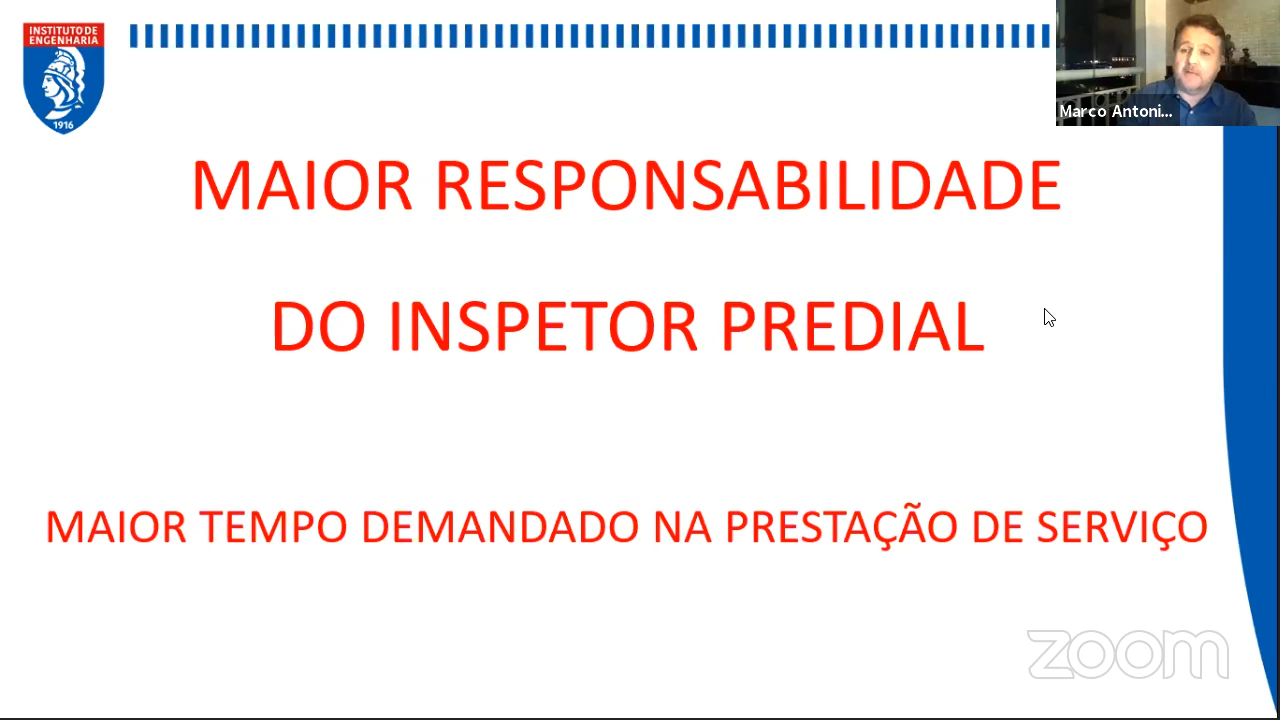 INSTITUTO DE
ENGENHARIA
1916
Marco Antoni...
MAIOR RESPONSABILIDADE
DO INSPETOR PREDIAL
MAIOR TEMPO DEMANDADO NA PRESTAÇÃO DE SERVIÇO
zoom